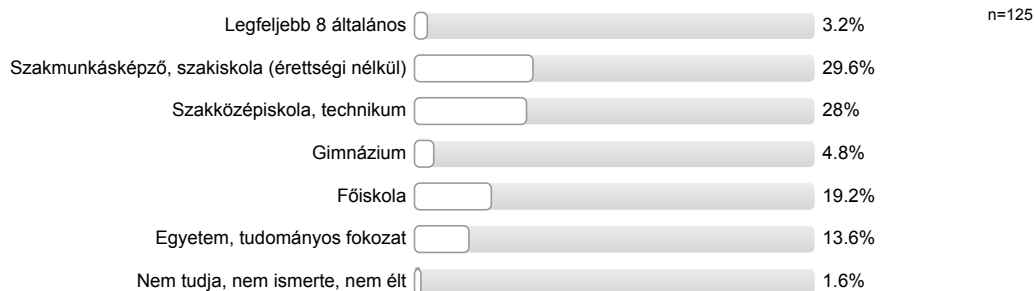 Legfeljebb 8 általános 3.2% n=125
Szakmunkásképző, szakiskola (érettségi nélkül) 29.6%
Szakközépiskola, technikum 28%
Gimnázium 4.8%
Főiskola 19.2%
Egyetem, tudományos fokozat 13.6%
Nem tudja, nem ismerte, nem élt 1.6%